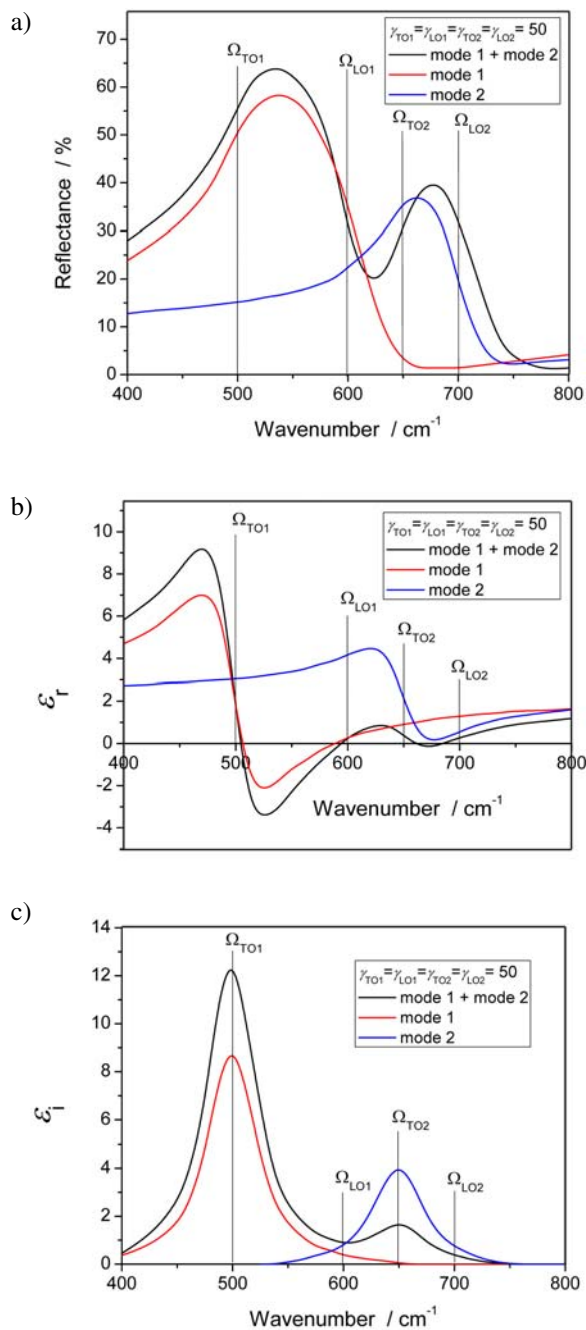 a)
γTO1=γLO1=γTO2=γLO2= 50
mode 1 + mode 2
mode 1
mode 2
ΩTO1
ΩLO1
ΩTO2
ΩLO2
70
60
50
40
30
20
10
0
Reflectance / %
400 500 600 700 800
Wavenumber / cm-1
b)
γTO1=γLO1=γTO2=γLO2= 50
mode 1 + mode 2
mode 1
mode 2
ΩTO1
ΩLO1
ΩTO2
ΩLO2
10
8
6
4
2
0
-2
-4
εr
400 500 600 700 800
Wavenumber / cm-1
c)
γTO1=γLO1=γTO2=γLO2= 50
mode 1 + mode 2
mode 1
mode 2
ΩTO1
ΩTO2
ΩLO1
ΩLO2
14
12
10
8
6
4
2
0
εi
400 500 600 700 800
Wavenumber / cm-1